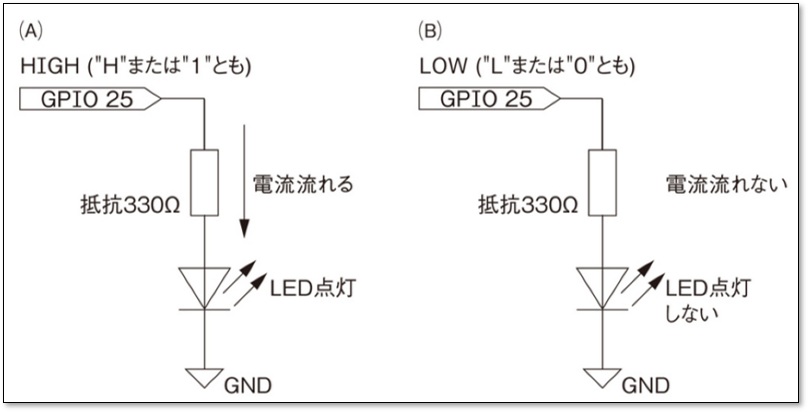 (A)
HIGH ("H"または"1"とも)
GPIO 25
抵抗330Ω
電流流れる
LED点灯
GND
(B)
LOW ("L"または"0"とも)
GPIO 25
抵抗330Ω
電流流れない
LED点灯
しない
GND